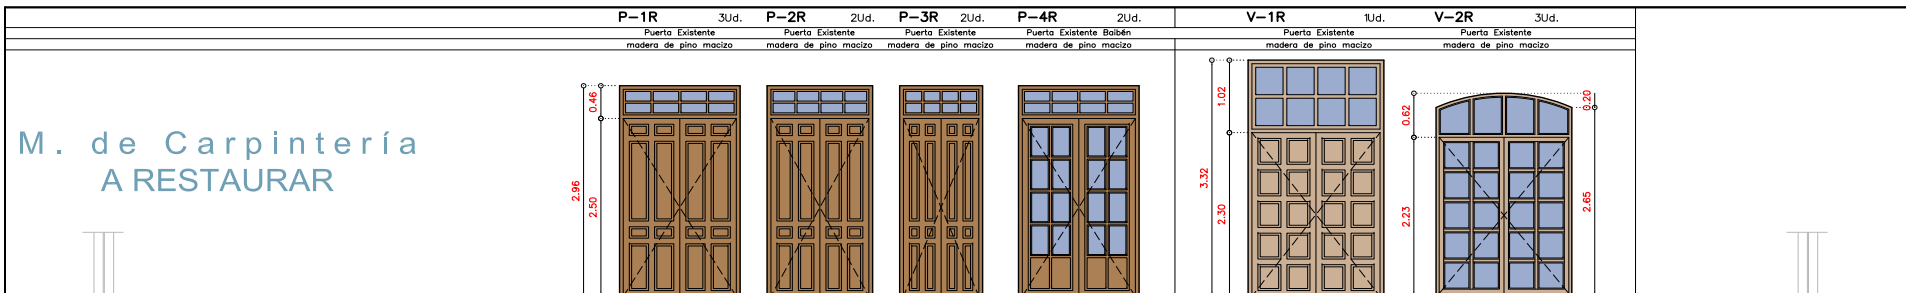 P-1R 3Ud. P-2R 2Ud. P-3R 2Ud. P-4R 2Ud. V-1R 1Ud. V-2R 3Ud.
Puerta Existente Puerta Existente Puerta Existente Puerta Existente Baibén Puerta Existente Puerta Existente
madera de pino macizo madera de pino macizo madera de pino macizo madera de pino macizo madera de pino macizo madera de pino macizo
M. de Carpintería
A RESTAURAR
0.46
2.96
2.50
1.02
3.32
2.30
0.62
2.23
0.20
2.65